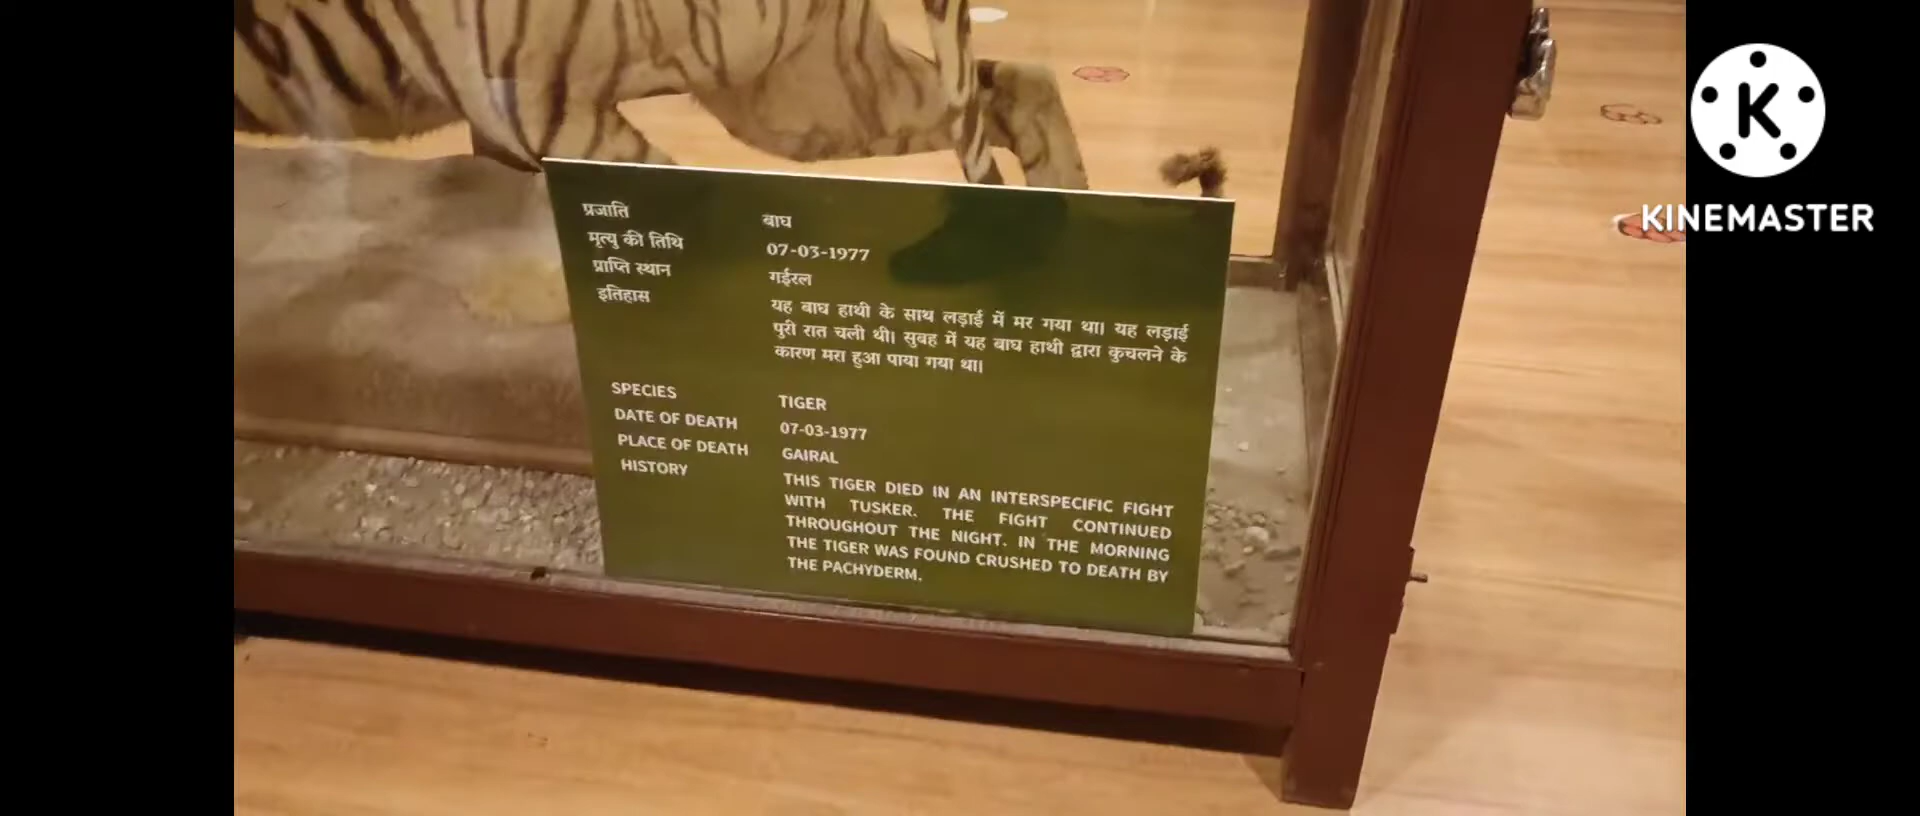 प्रजाति बाघ
मृत्यु की तिथि 07-03-1977
प्राप्ति स्थान गईरल
इतिहास यह बाघ हाथी के साथ लड़ाई में मर गया था। यह लड़ाई
पुरी रात चली थी। सुबह में यह बाघ हाथी द्वारा कुचलने के
कारण मरा हुआ पाया गया था।
SPECIES TIGER
DATE OF DEATH 07-03-1977
PLACE OF DEATH GAIRAL
HISTORY THIS TIGER DIED IN AN INTERSPECIFIC FIGHT
WITH TUSKER. THE FIGHT CONTINUED
THROUGHOUT THE NIGHT. IN THE MORNING
THE TIGER WAS FOUND CRUSHED TO DEATH BY
THE PACHYDERM.
K
KINEMASTER